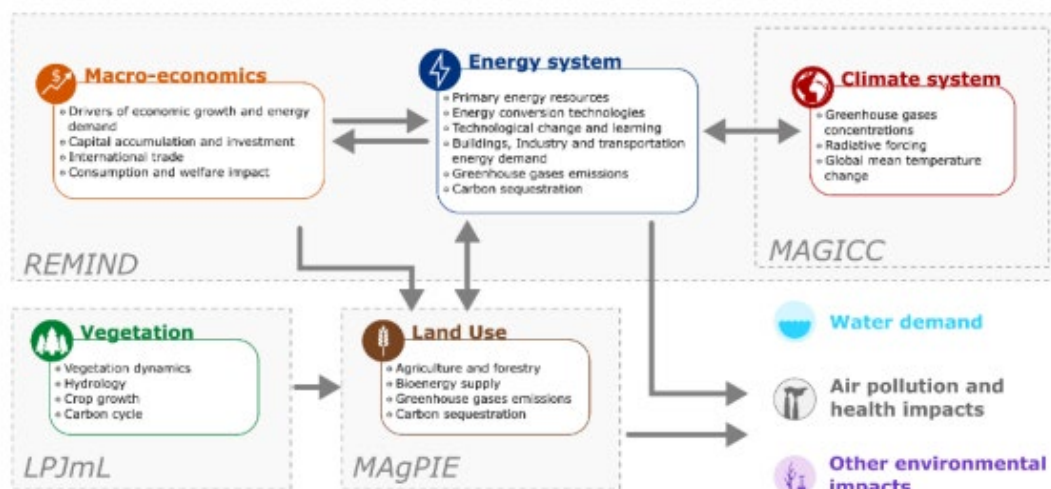 Macro-economics
Drivers of economic growth and energy
demand
Capital accumulation and investment
International trade
Consumption and welfare impact
Energy system
Primary energy resources
Energy conversion technologies
Technological change and learning
Buildings, Industry and transportation
energy demand
Greenhouse gases emissions
Carbon sequestration
Climate system
Greenhouse gases
concentrations
Radiative forcing
Global mean temperature
change
REMIND
MAGICC
Vegetation
Vegetation dynamics
Hydrology
Crop growth
Carbon cycle
LPJmL
Land Use
Agriculture and forestry
Bioenergy supply
Greenhouse gases emissions
Carbon sequestration
MAgPIE
Water demand
Air pollution and
health impacts
Other environmental
impacts